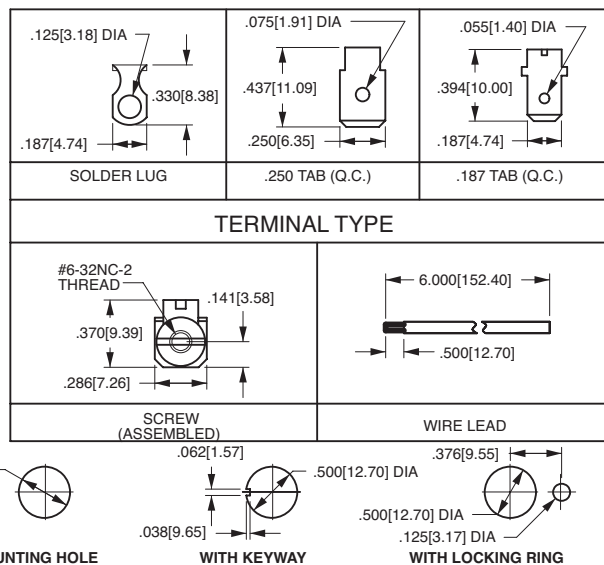 .125[3.18] DIA
.330[8.38]
.187[4.74]
SOLDER LUG
.075[1.91] DIA
.437[11.09]
.250[6.35]
.250 TAB (Q.C.)
.055[1.40] DIA
.394[10.00]
.187[4.74]
.187 TAB (Q.C.)
TERMINAL TYPE
#6-32NC-2
THREAD
.141[3.58]
.370[9.39]
.286[7.26]
SCREW
(ASSEMBLED)
6.000[152.40]
.500[12.70]
WIRE LEAD
UNTING HOLE
.062[1.57]
.500[12.70] DIA
.038[9.65]
WITH KEYWAY
.376[9.55]
.500[12.70] DIA
.125[3.17] DIA
WITH LOCKING RING